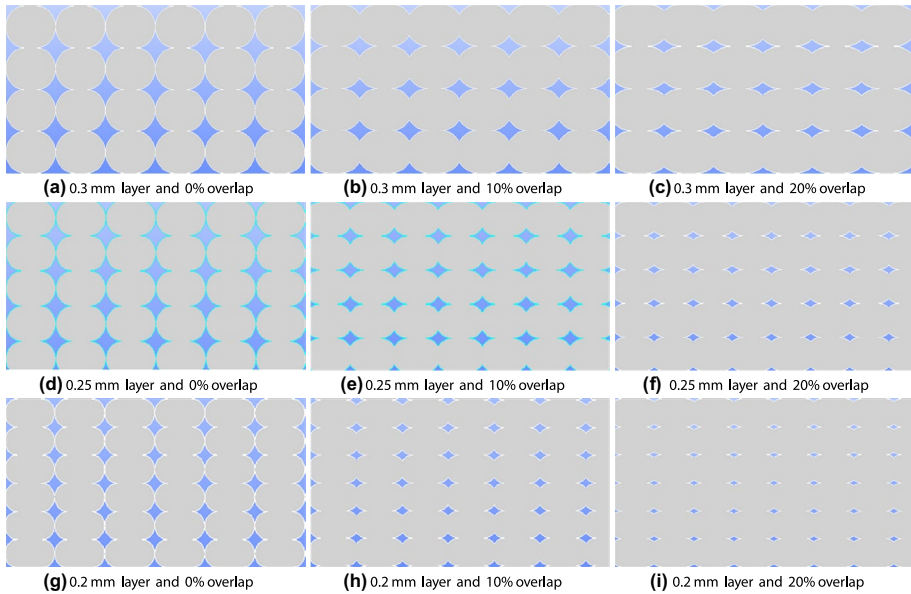 (a) 0.3 mm layer and 0% overlap
(b) 0.3 mm layer and 10% overlap
(c) 0.3 mm layer and 20% overlap
(d) 0.25 mm layer and 0% overlap
(e) 0.25 mm layer and 10% overlap
(f) 0.25 mm layer and 20% overlap
(g) 0.2 mm layer and 0% overlap
(h) 0.2 mm layer and 10% overlap
(i) 0.2 mm layer and 20% overlap